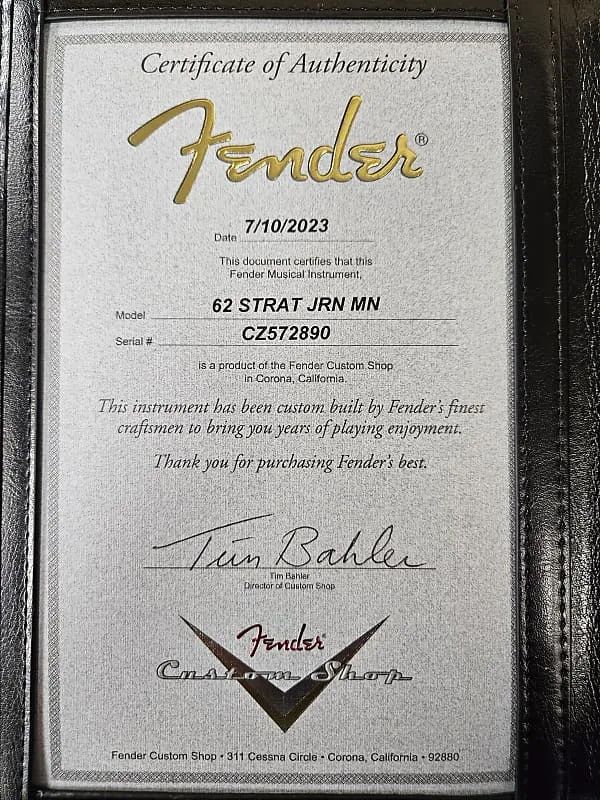 Certificate of Authenticity
Fender®
Date 7/10/2023
This document certifies that this
Fender Musical Instrument,
Model 62 STRAT JRN MN
Serial # CZ572890
is a product of the Fender Custom Shop
in Corona, California.
This instrument has been custom built by Fender's finest
craftsmen to bring you years of playing enjoyment.
Thank you for purchasing Fender's best.
Tim Bahler
Tim Bahler
Director of Custom Shop
Fender®
Custom Shop
Fender Custom Shop • 311 Cessna Circle • Corona, California • 92880